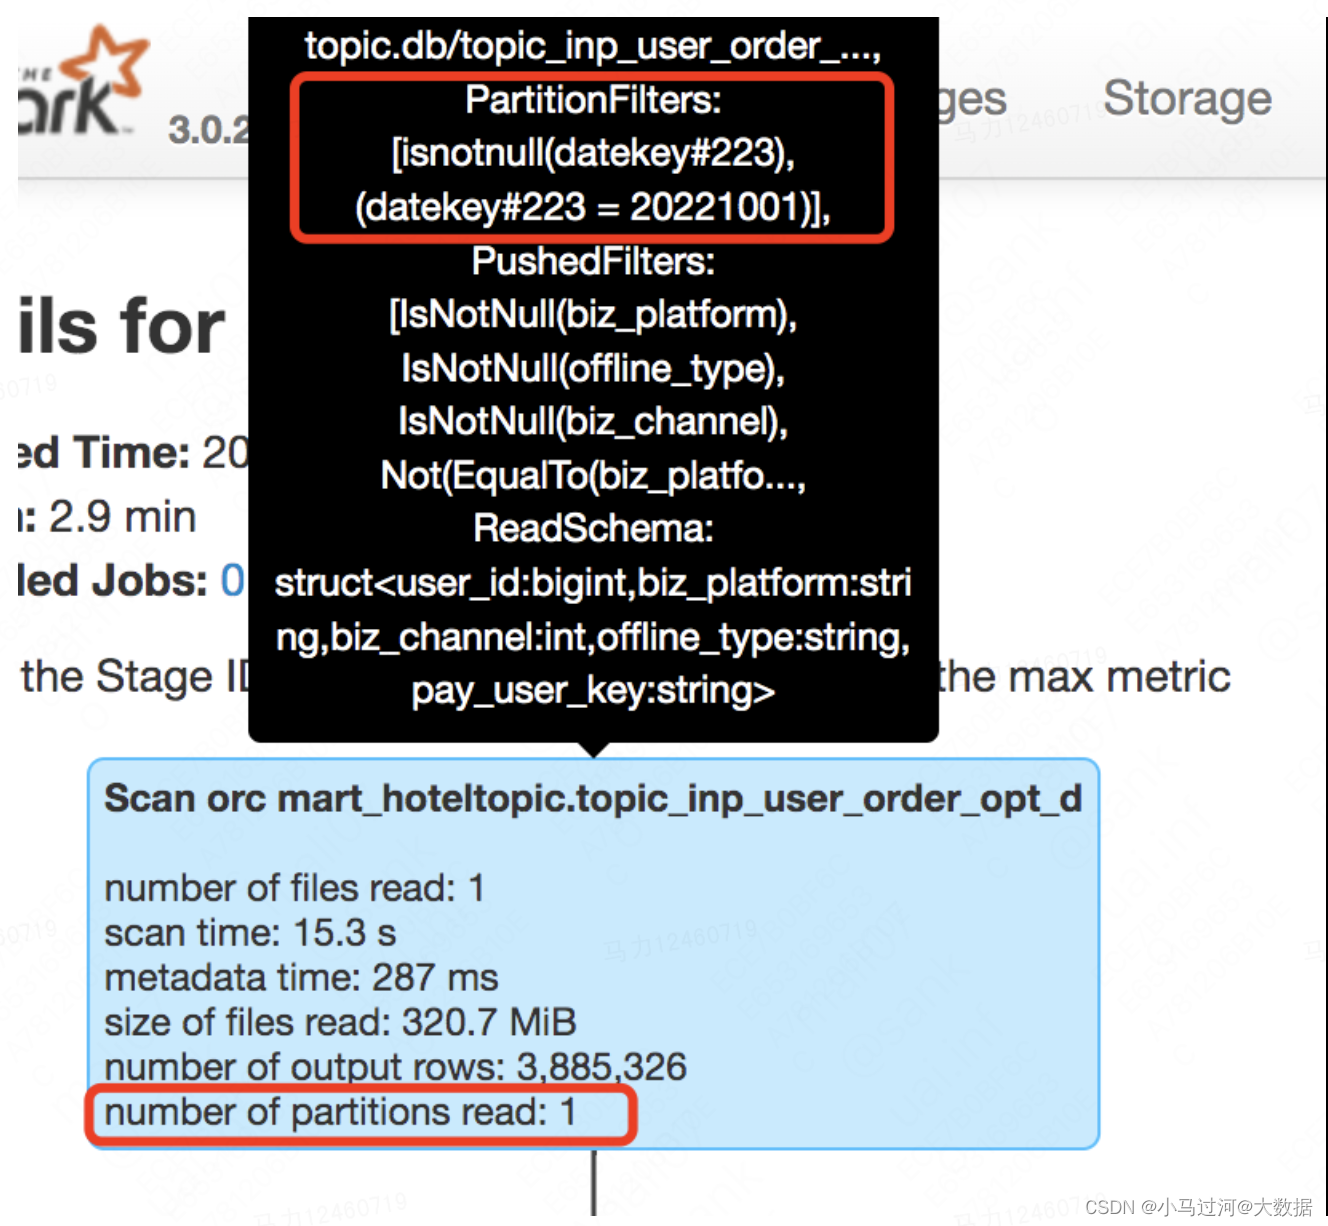 topic.db/topic_inp_user_order_...,
PartitionFilters:
[isnotnull(datekey#223),
(datekey#223 = 20221001)],
PushedFilters:
[IsNotNull(biz_platform),
IsNotNull(offline_type),
IsNotNull(biz_channel),
Not(EqualTo(biz_platfo...,
ReadSchema:
struct<user_id:bigint,biz_platform:stri
ng,biz_channel:int,offline_type:string,
pay_user_key:string>
3.0.2
ges
Storage
ils for
ed Time: 20
: 2.9 min
led Jobs: 0
the Stage ID
the max metric
Scan orc mart_hoteltopic.topic_inp_user_order_opt_d
number of files read: 1
scan time: 15.3 s
metadata time: 287 ms
size of files read: 320.7 MiB
number of output rows: 3,885,326
number of partitions read: 1
马力12460719
CSDN @小马过河@大数据